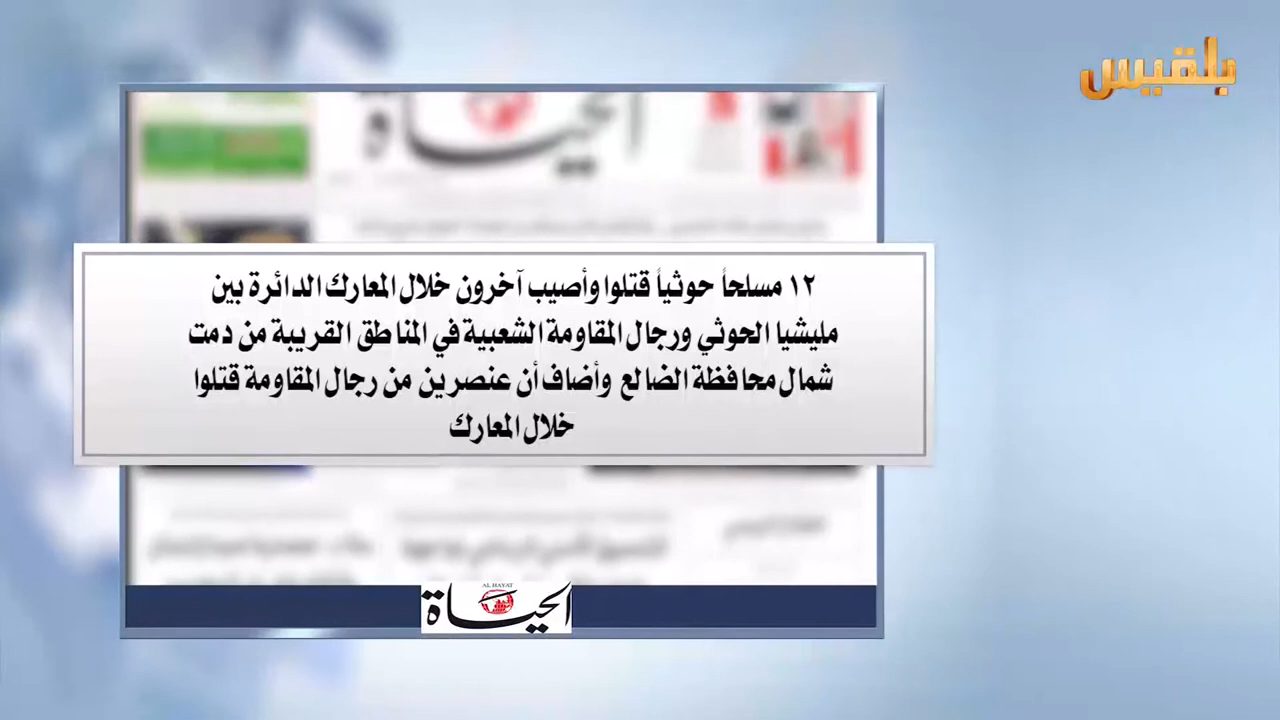 بلقيس
الحياة
١٢ مسلحاً حوثياً قتلوا وأصيب آخرون خلال المعارك الدائرة بين
مليشيا الحوثي ورجال المقاومة الشعبية في المناطق القريبة من دمت
شمال محافظة الضالع وأضاف أن عنصرين من رجال المقاومة قتلوا
خلال المعارك
AL HAYAT
الحياة